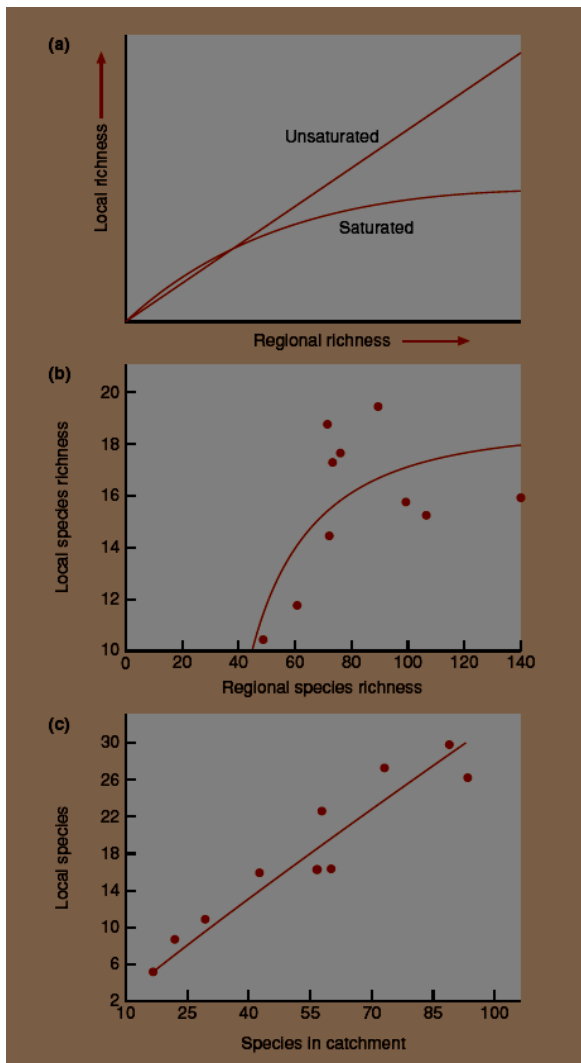 (a)
Local richness
Unsaturated
Saturated
Regional richness
(b)
Local species richness
20
18
16
14
12
10
0 20 40 60 80 100 120 140
Regional species richness
(c)
Local species
30
26
22
18
14
10
6
2
10 25 40 55 70 85 100
Species in catchment